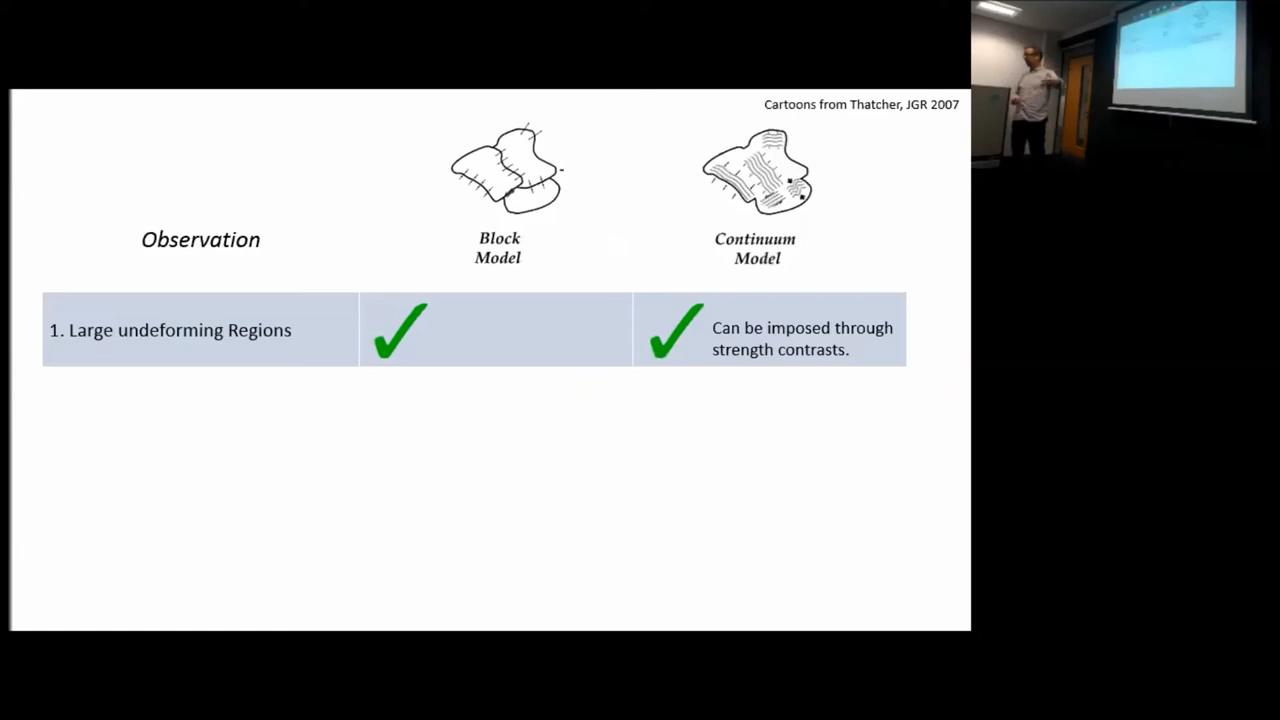 Cartoons from Thatcher, JGR 2007
Observation
Block
Model
Continuum
Model
1. Large undeforming Regions
Can be imposed through
strength contrasts.